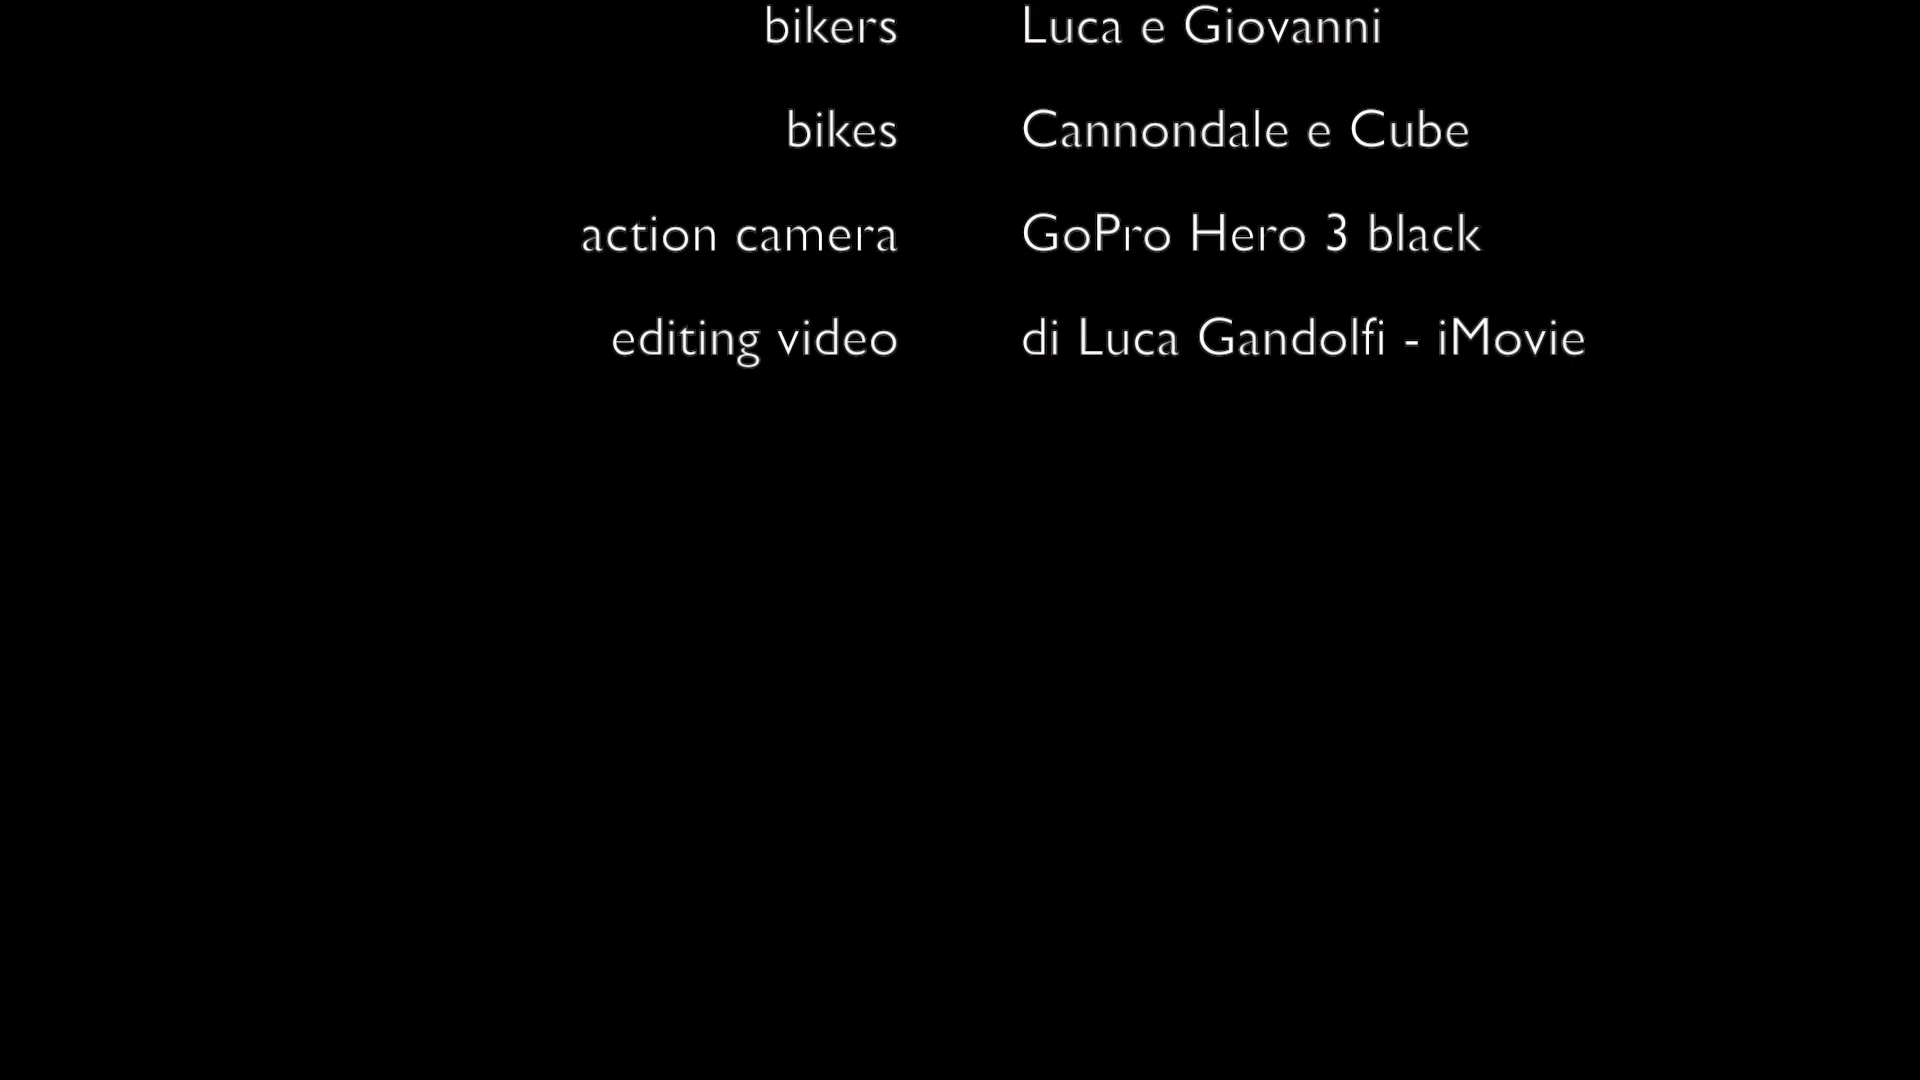 bikers Luca e Giovanni
bikes Cannondale e Cube
action camera GoPro Hero 3 black
editing video di Luca Gandolfi - iMovie